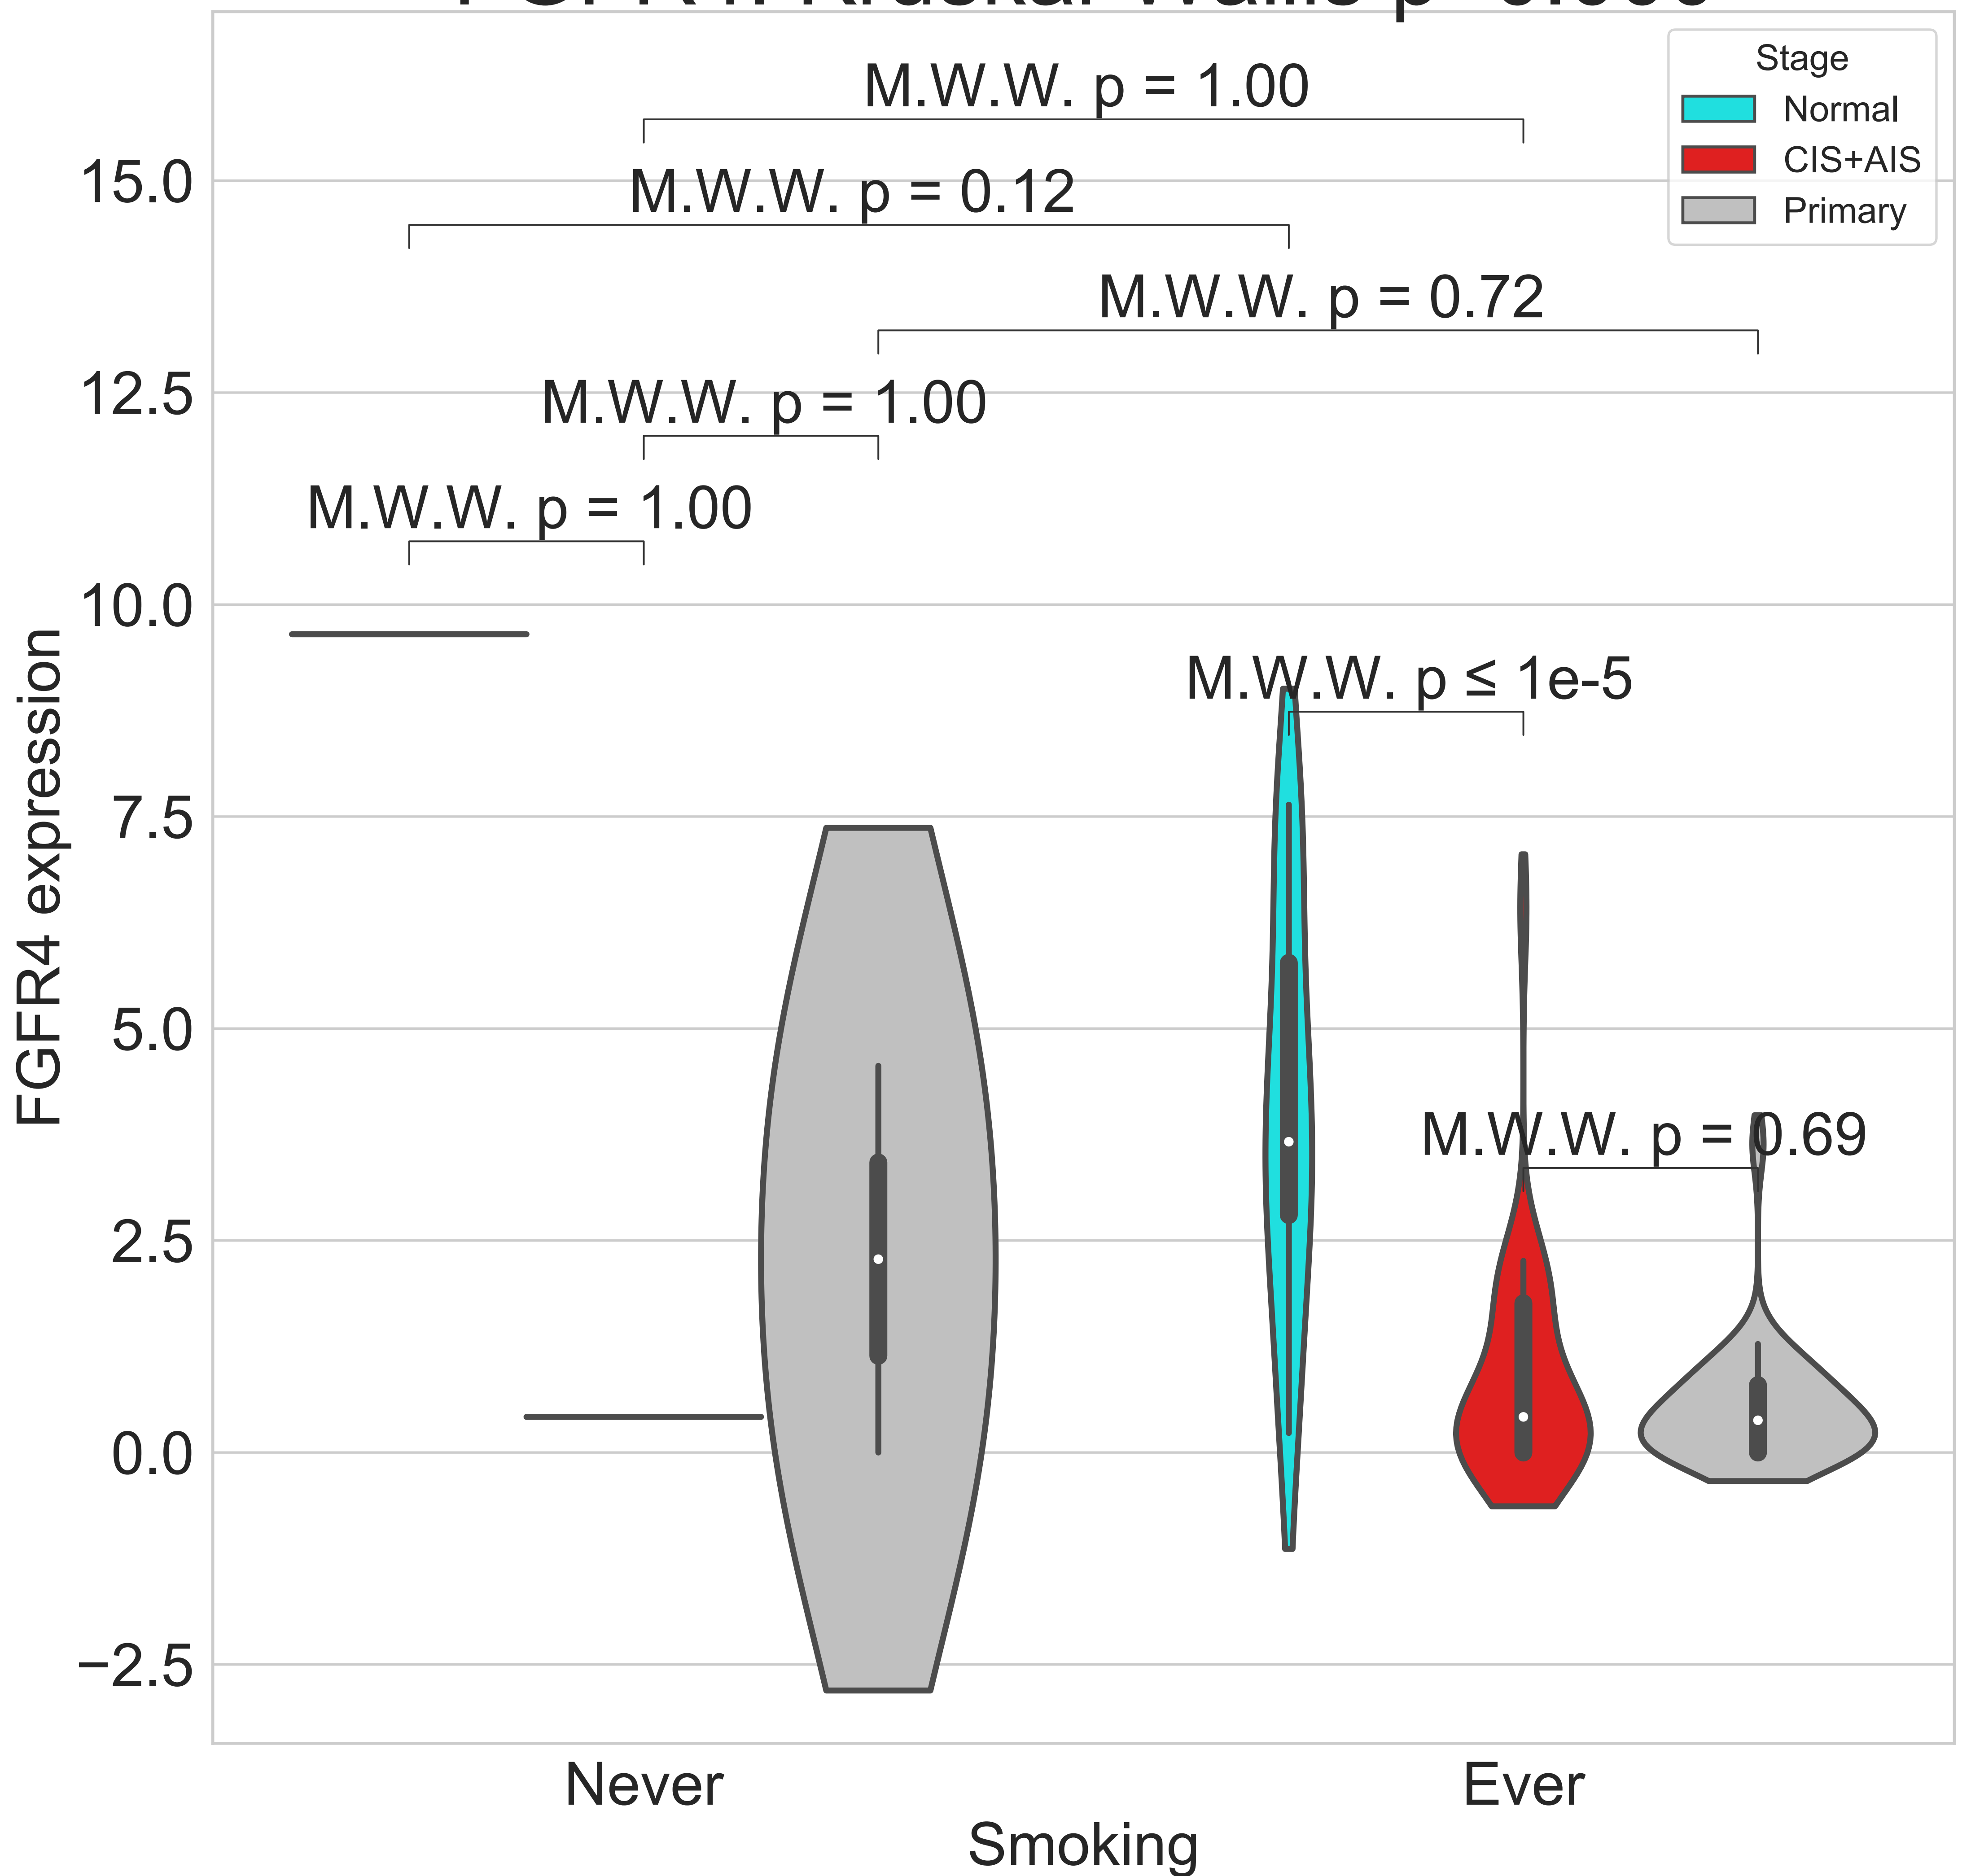 Stage
Normal
CIS+AIS
Primary
M.W.W. p = 1.00
M.W.W. p = 0.12
M.W.W. p = 0.72
M.W.W. p = 1.00
M.W.W. p = 1.00
M.W.W. p ≤ 1e-5
M.W.W. p = 0.69
15.0
12.5
10.0
7.5
5.0
2.5
0.0
−2.5
FGFR4 expression
Never
Ever
Smoking